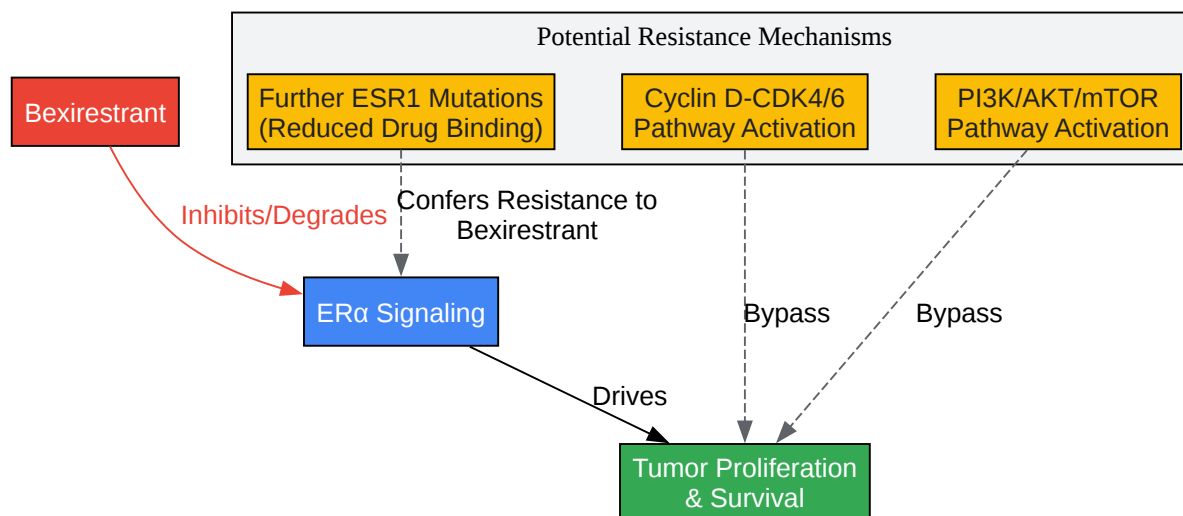 Potential Resistance Mechanisms
Bexirestrant
Further ESR1 Mutations
(Reduced Drug Binding)
Cyclin D-CDK4/6
Pathway Activation
PI3K/AKT/mTOR
Pathway Activation
Inhibits/Degrades
Confers Resistance to
Bexirestrant
ERα Signaling
Bypass
Bypass
Drives
Tumor Proliferation
& Survival